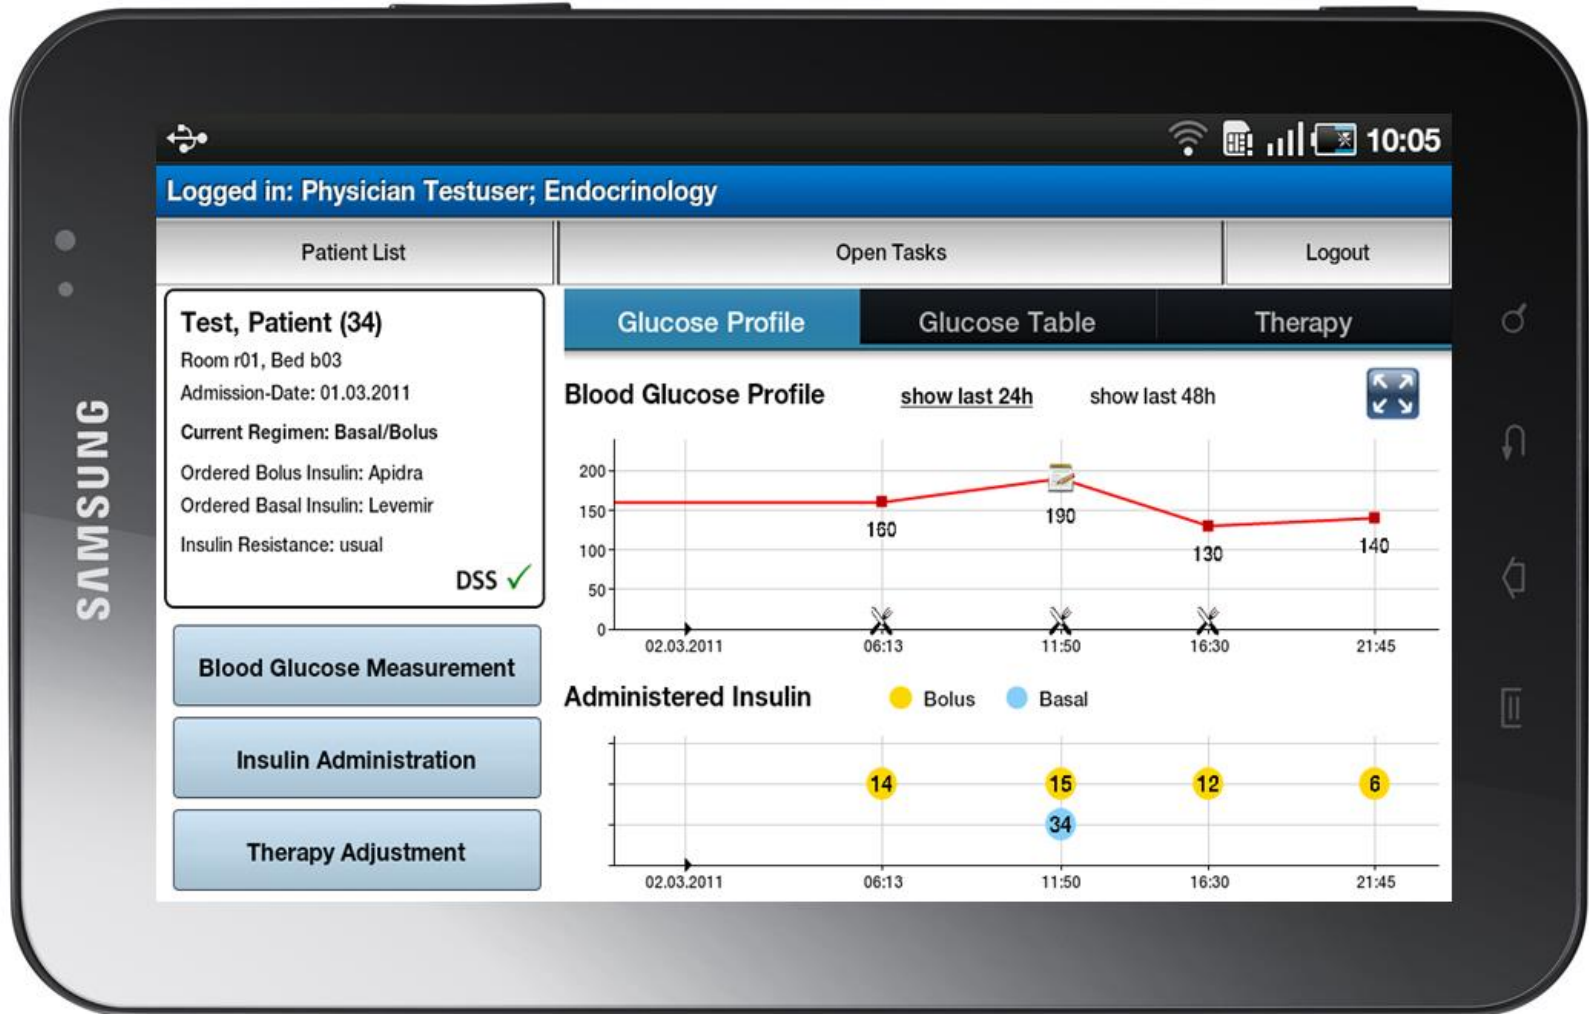 SAMSUNG
10:05
Logged in: Physician Testuser; Endocrinology
Patient List
Open Tasks
Logout
Test, Patient (34)
Room r01, Bed b03
Admission-Date: 01.03.2011
Current Regimen: Basal/Bolus
Ordered Bolus Insulin: Apidra
Ordered Basal Insulin: Levemir
Insulin Resistance: usual
DSS ✓
Blood Glucose Measurement
Insulin Administration
Therapy Adjustment
Glucose Profile
Glucose Table
Therapy
Blood Glucose Profile
show last 24h
show last 48h
200
150
100
50
0
160
190
130
140
02.03.2011
06:13
11:50
16:30
21:45
Administered Insulin
Bolus
Basal
14
15
12
6
34
02.03.2011
06:13
11:50
16:30
21:45